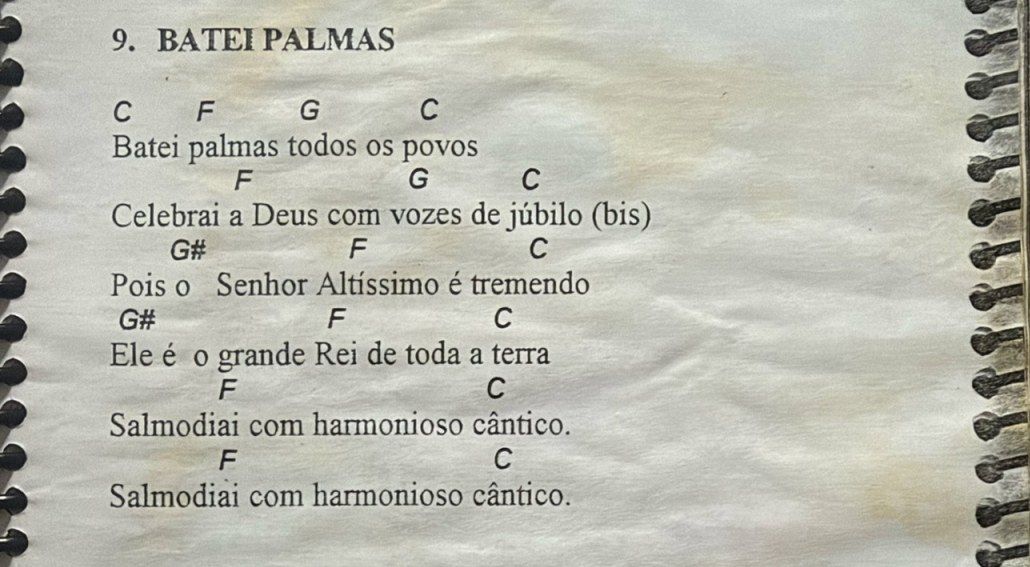 9. BATEI PALMAS
C F G C
Batei palmas todos os povos
F G C
Celebrai a Deus com vozes de júbilo (bis)
G# F C
Pois o Senhor Altíssimo é tremendo
G# F C
Ele é o grande Rei de toda a terra
F C
Salmodiai com harmonioso cântico.
F C
Salmodiai com harmonioso cântico.